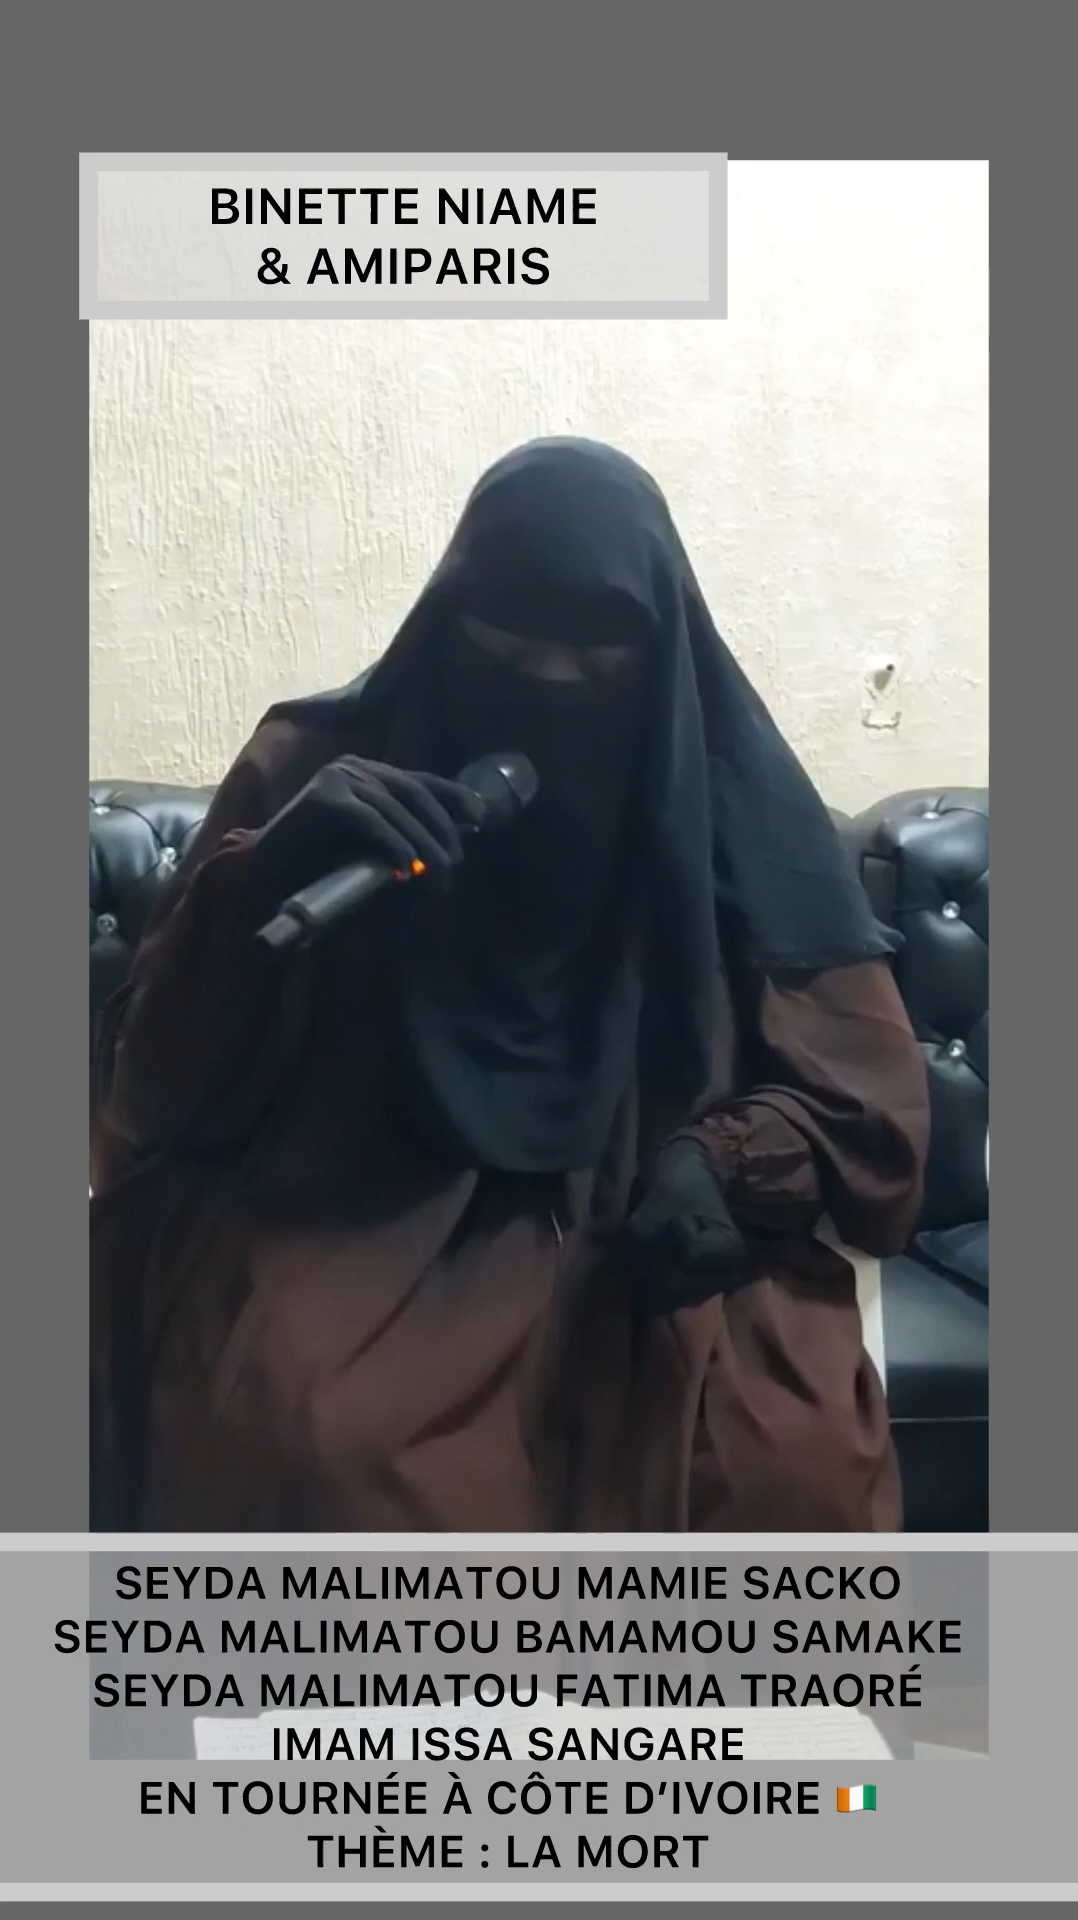 BINETTE NIAME
& AMIPARIS
SEYDA MALIMATOU MAMIE SACKO
SEYDA MALIMATOU BAMAMOU SAMAKE
SEYDA MALIMATOU FATIMA TRAORÉ
IMAM ISSA SANGARE
EN TOURNÉE À CÔTE D’IVOIRE 🇨🇮
THÈME : LA MORT